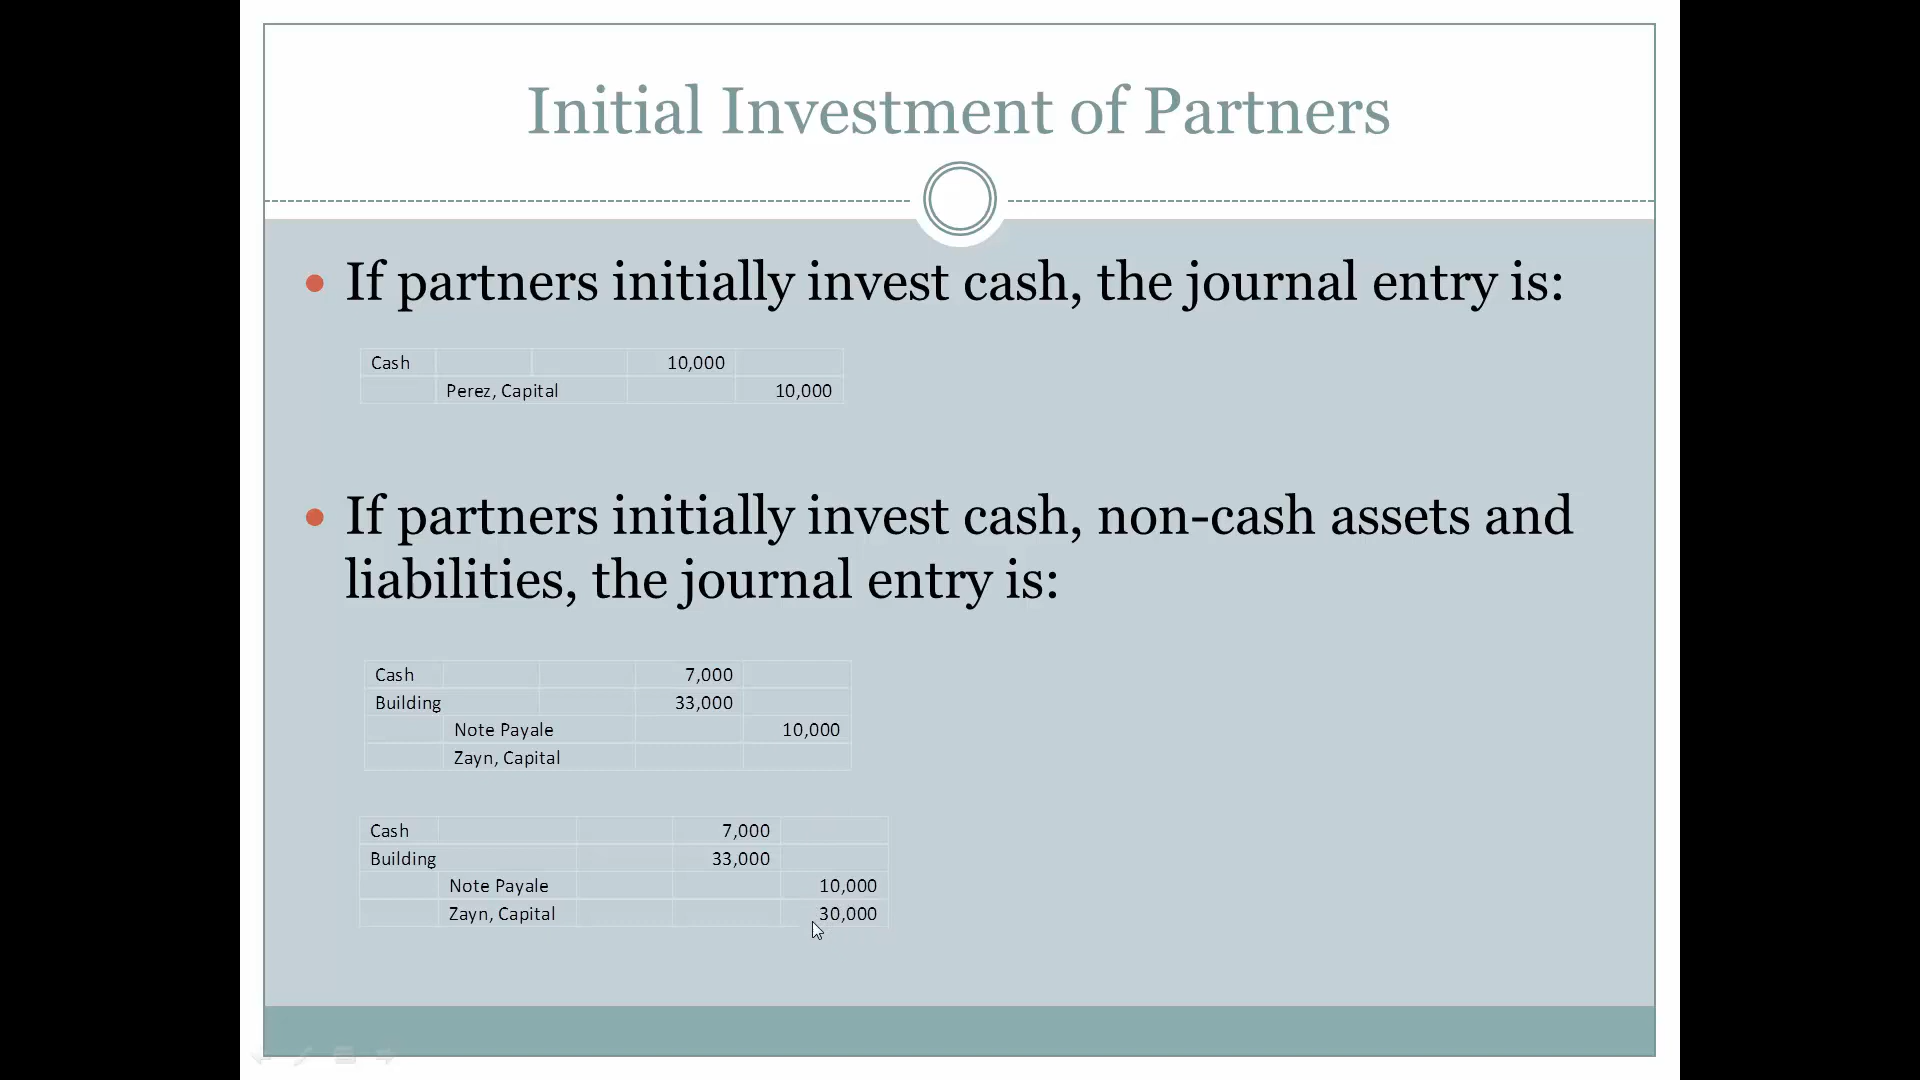 Initial Investment of Partners
If partners initially invest cash, the journal entry is:
Cash 10,000
Perez, Capital 10,000
If partners initially invest cash, non-cash assets and
liabilities, the journal entry is:
Cash 7,000
Building 33,000
Note Payale 10,000
Zayn, Capital
Cash 7,000
Building 33,000
Note Payale 10,000
Zayn, Capital 30,000